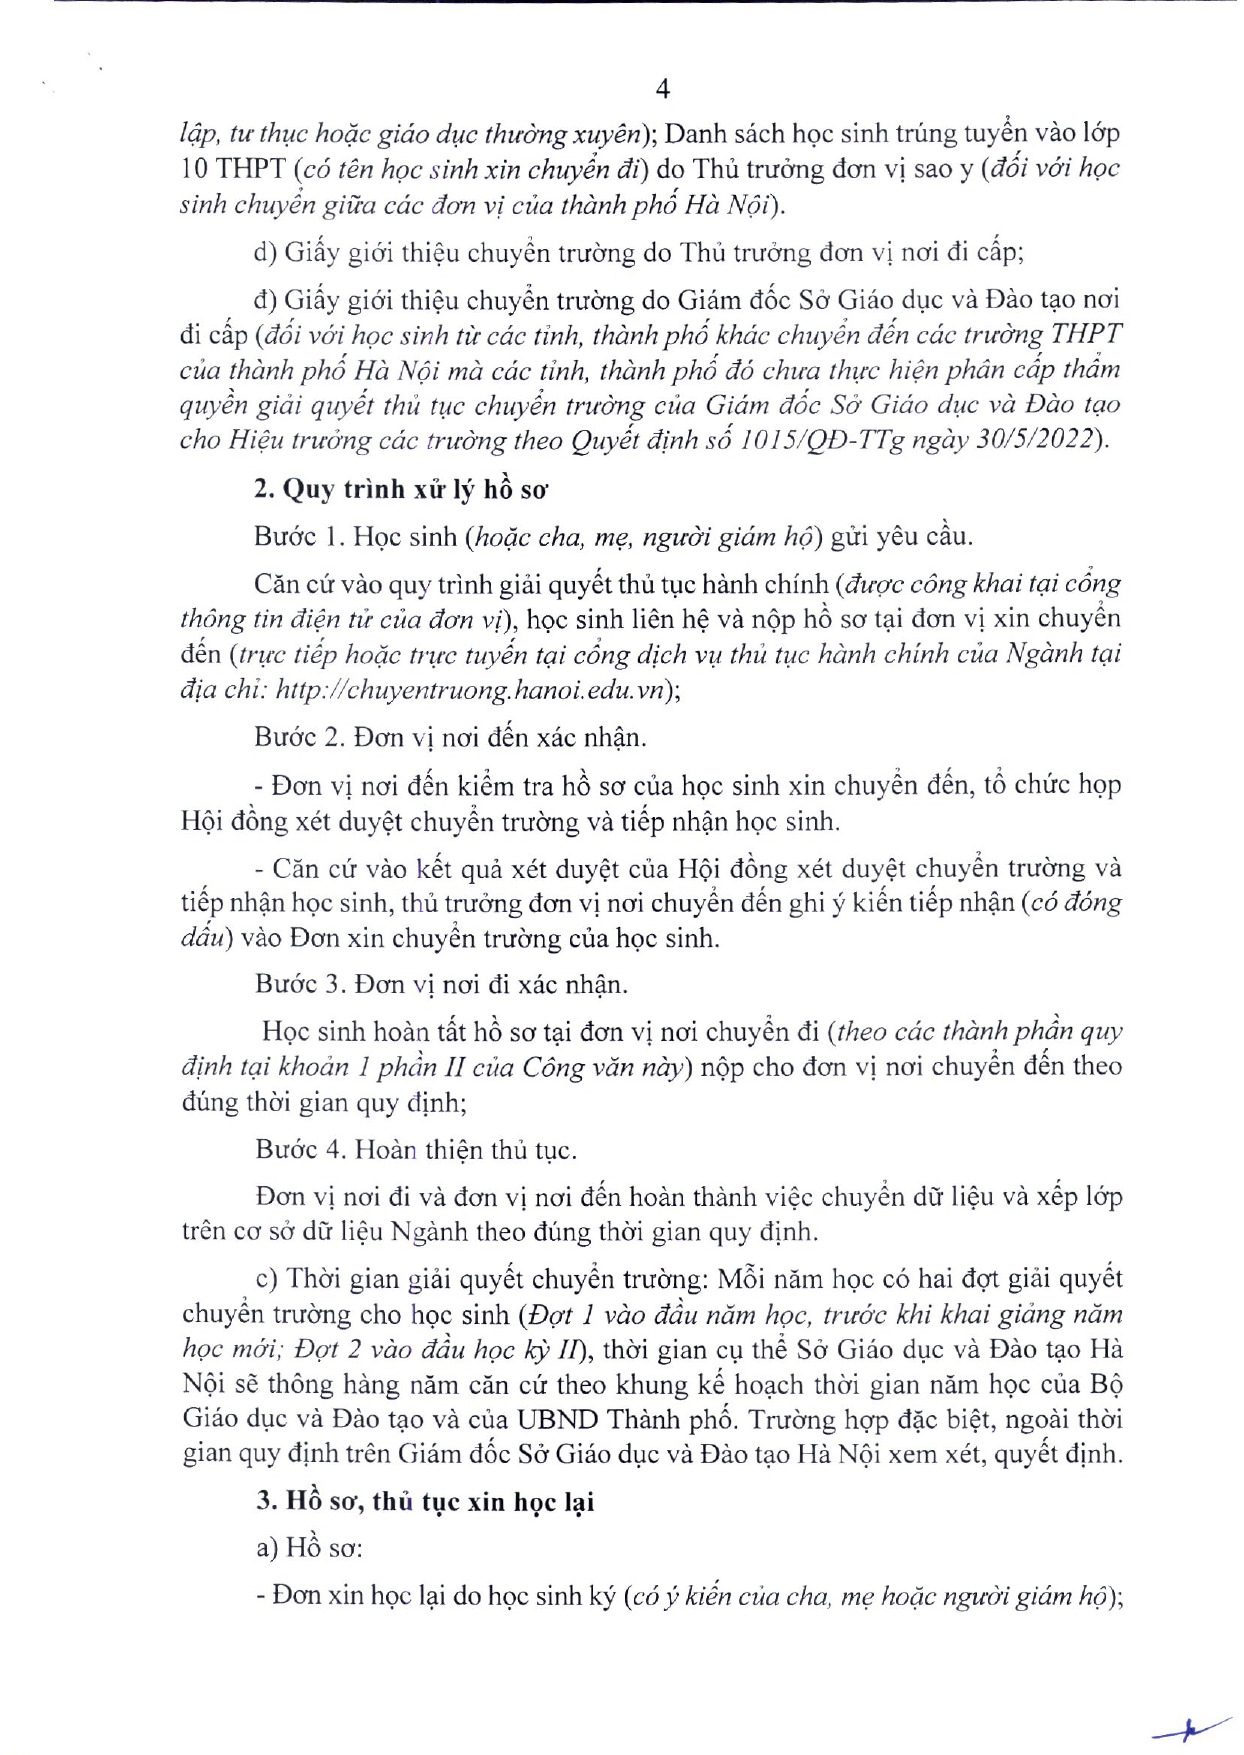 4
lập, tư thục hoặc giáo dục thường xuyên); Danh sách học sinh trúng tuyển vào lớp
10 THPT (có tên học sinh xin chuyển đi) do Thủ trưởng đơn vị sao y (đối với học
sinh chuyển giữa các đơn vị của thành phố Hà Nội).
d) Giấy giới thiệu chuyển trường do Thủ trưởng đơn vị nơi đi cấp;
đ) Giấy giới thiệu chuyển trường do Giám đốc Sở Giáo dục và Đào tạo nơi
đi cấp (đối với học sinh từ các tỉnh, thành phố khác chuyển đến các trường THPT
của thành phố Hà Nội mà các tỉnh, thành phố đó chưa thực hiện phân cấp thẩm
quyền giải quyết thủ tục chuyển trường của Giám đốc Sở Giáo dục và Đào tạo
cho Hiệu trưởng các trường theo Quyết định số 1015/QĐ-TTg ngày 30/5/2022).
2. Quy trình xử lý hồ sơ
Bước 1. Học sinh (hoặc cha, mẹ, người giám hộ) gửi yêu cầu.
Căn cứ vào quy trình giải quyết thủ tục hành chính (được công khai tại cổng
thông tin điện tử của đơn vị), học sinh liên hệ và nộp hồ sơ tại đơn vị xin chuyển
đến (trực tiếp hoặc trực tuyến tại cổng dịch vụ thủ tục hành chính của Ngành tại
địa chỉ: http://chuyentruong.hanoi.edu.vn);
Bước 2. Đơn vị nơi đến xác nhận.
- Đơn vị nơi đến kiểm tra hồ sơ của học sinh xin chuyển đến, tổ chức họp
Hội đồng xét duyệt chuyển trường và tiếp nhận học sinh.
- Căn cứ vào kết quả xét duyệt của Hội đồng xét duyệt chuyển trường và
tiếp nhận học sinh, thủ trưởng đơn vị nơi chuyển đến ghi ý kiến tiếp nhận (có đóng
dấu) vào Đơn xin chuyển trường của học sinh.
Bước 3. Đơn vị nơi đi xác nhận.
Học sinh hoàn tất hồ sơ tại đơn vị nơi chuyển đi (theo các thành phần quy
định tại khoản 1 phần II của Công văn này) nộp cho đơn vị nơi chuyển đến theo
đúng thời gian quy định;
Bước 4. Hoàn thiện thủ tục.
Đơn vị nơi đi và đơn vị nơi đến hoàn thành việc chuyển dữ liệu và xếp lớp
trên cơ sở dữ liệu Ngành theo đúng thời gian quy định.
c) Thời gian giải quyết chuyển trường: Mỗi năm học có hai đợt giải quyết
chuyển trường cho học sinh (Đợt 1 vào đầu năm học, trước khi khai giảng năm
học mới; Đợt 2 vào đầu học kỳ II), thời gian cụ thể Sở Giáo dục và Đào tạo Hà
Nội sẽ thông hàng năm căn cứ theo khung kế hoạch thời gian năm học của Bộ
Giáo dục và Đào tạo và của UBND Thành phố. Trường hợp đặc biệt, ngoài thời
gian quy định trên Giám đốc Sở Giáo dục và Đào tạo Hà Nội xem xét, quyết định.
3. Hồ sơ, thủ tục xin học lại
a) Hồ sơ:
- Đơn xin học lại do học sinh ký (có ý kiến của cha, mẹ hoặc người giám hộ);